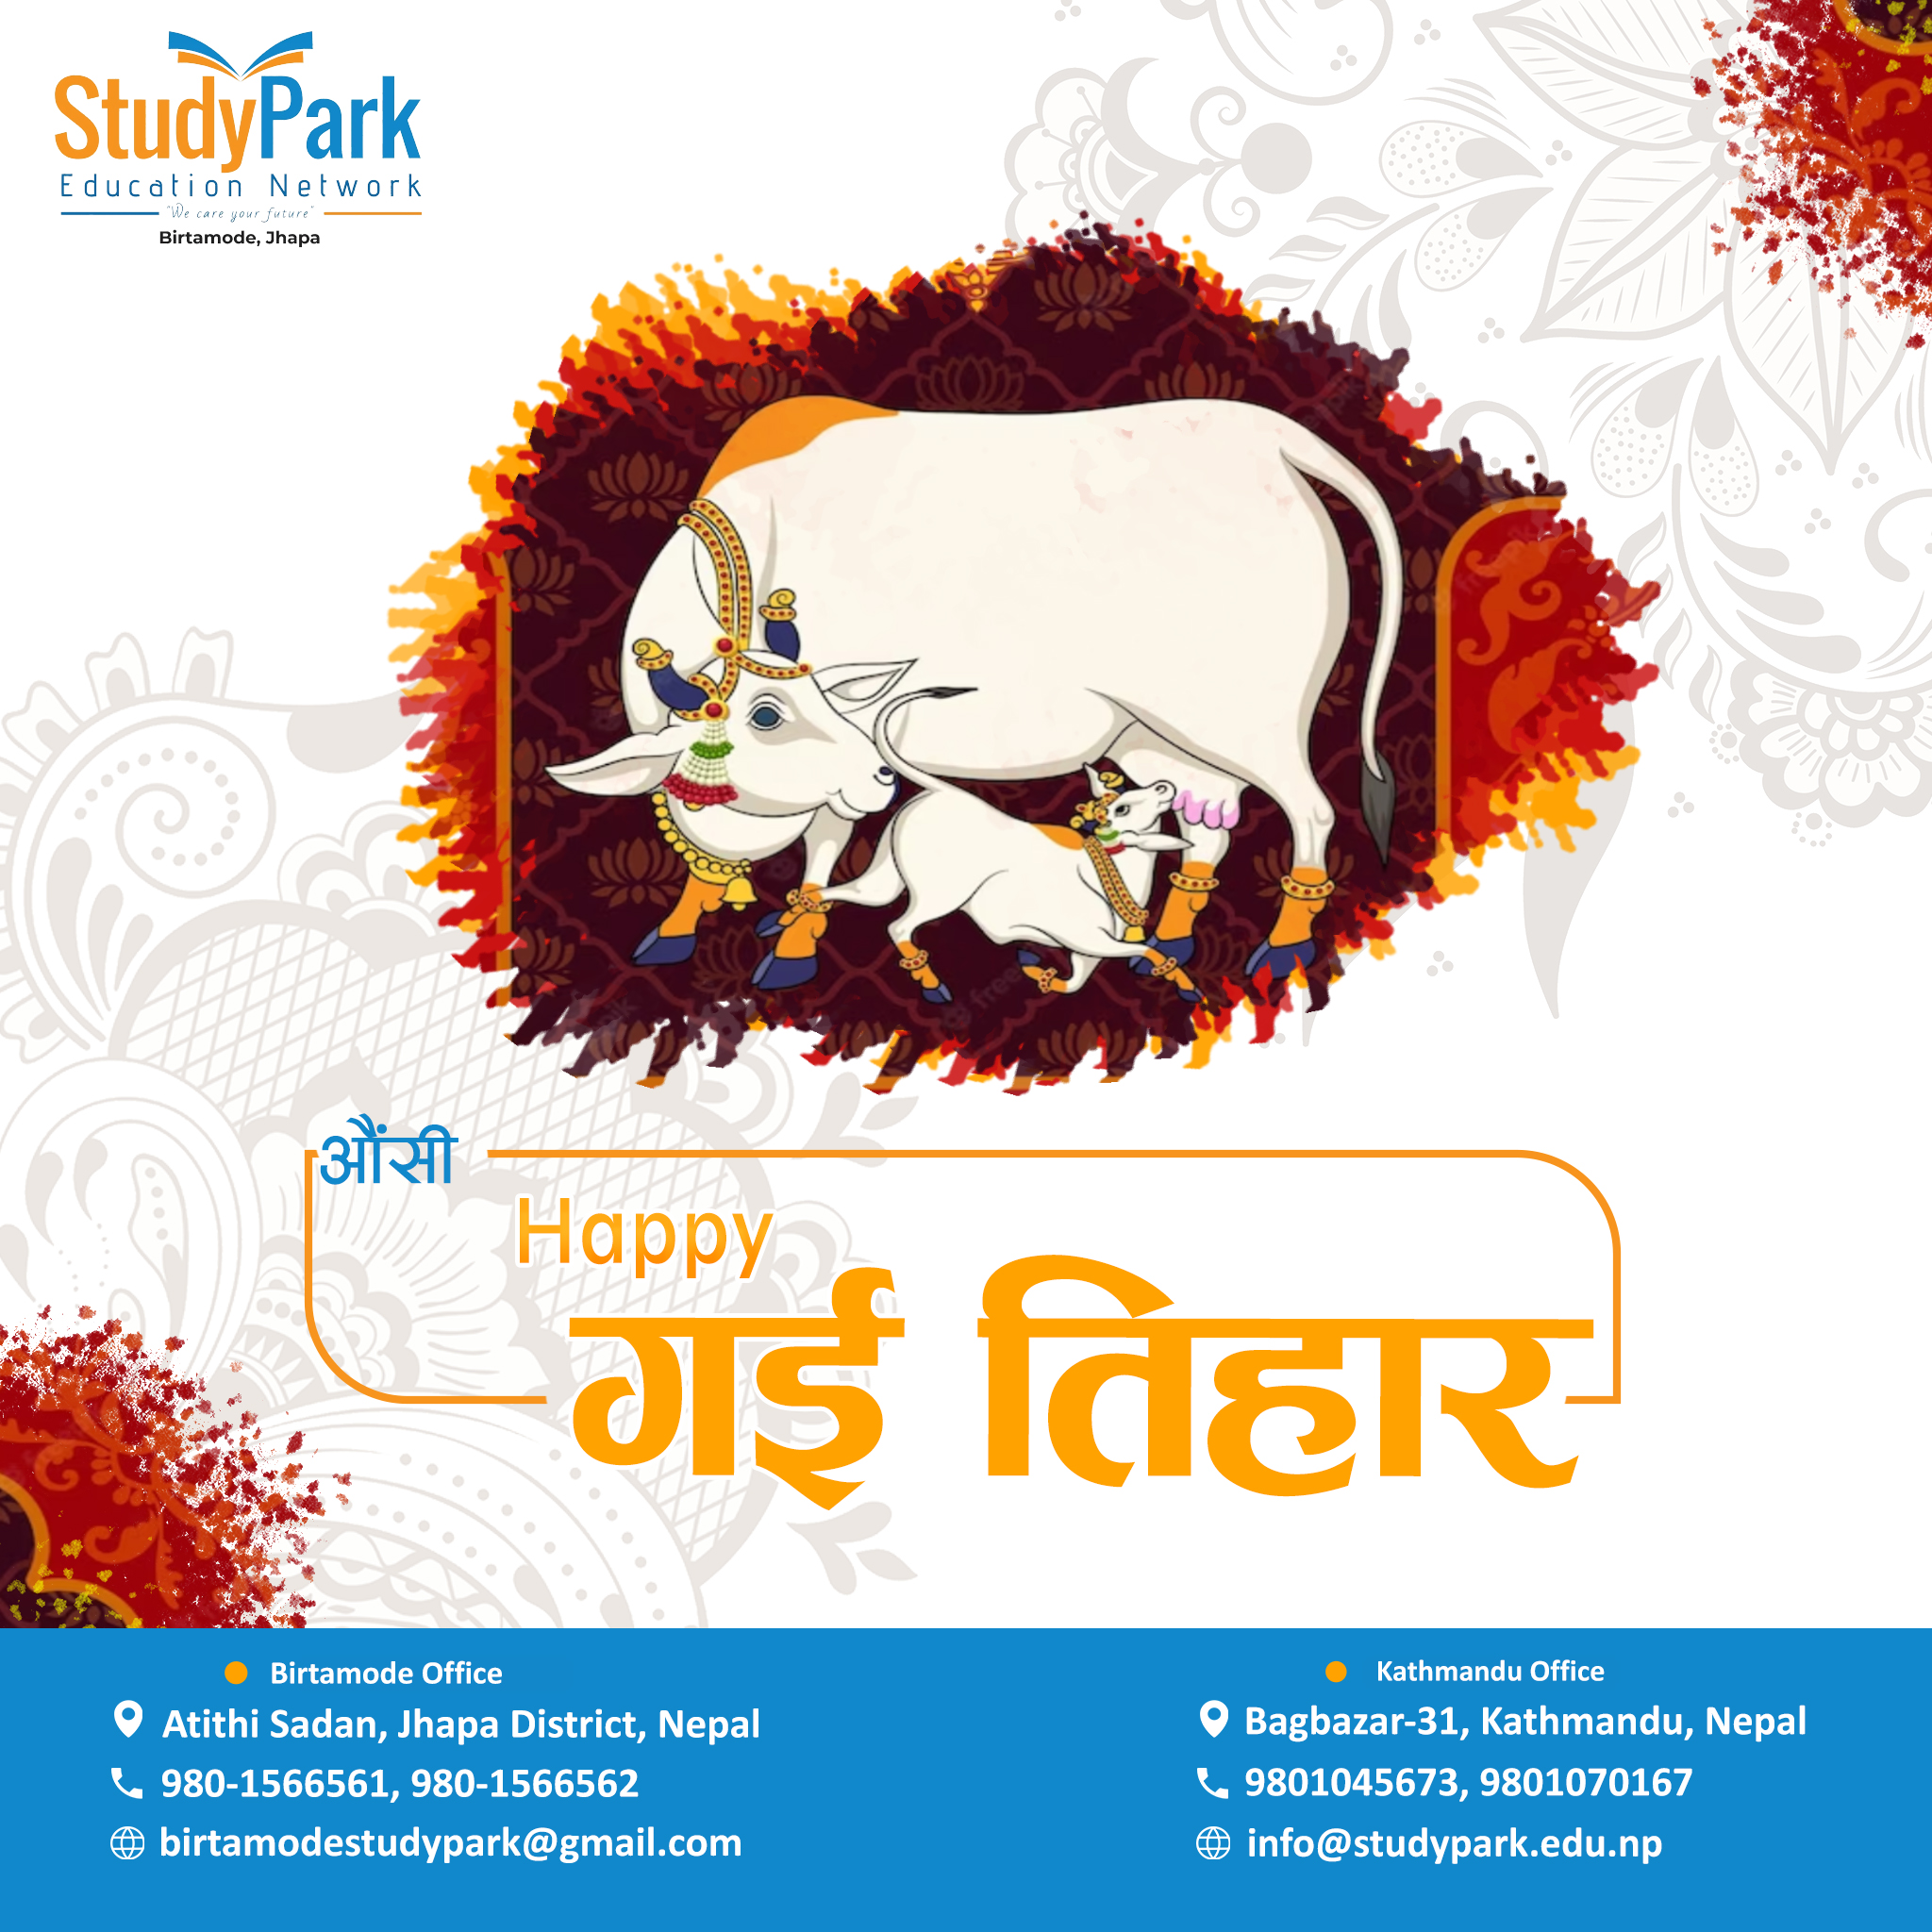 StudyPark
Education Network
"We care your future"
Birtamode, Jhapa
औंसी
Happy
गई तिहार
Birtamode Office
Atithi Sadan, Jhapa District, Nepal
980-1566561, 980-1566562
birtamodestudypark@gmail.com
Kathmandu Office
Bagbazar-31, Kathmandu, Nepal
9801045673, 9801070167
info@studypark.edu.np